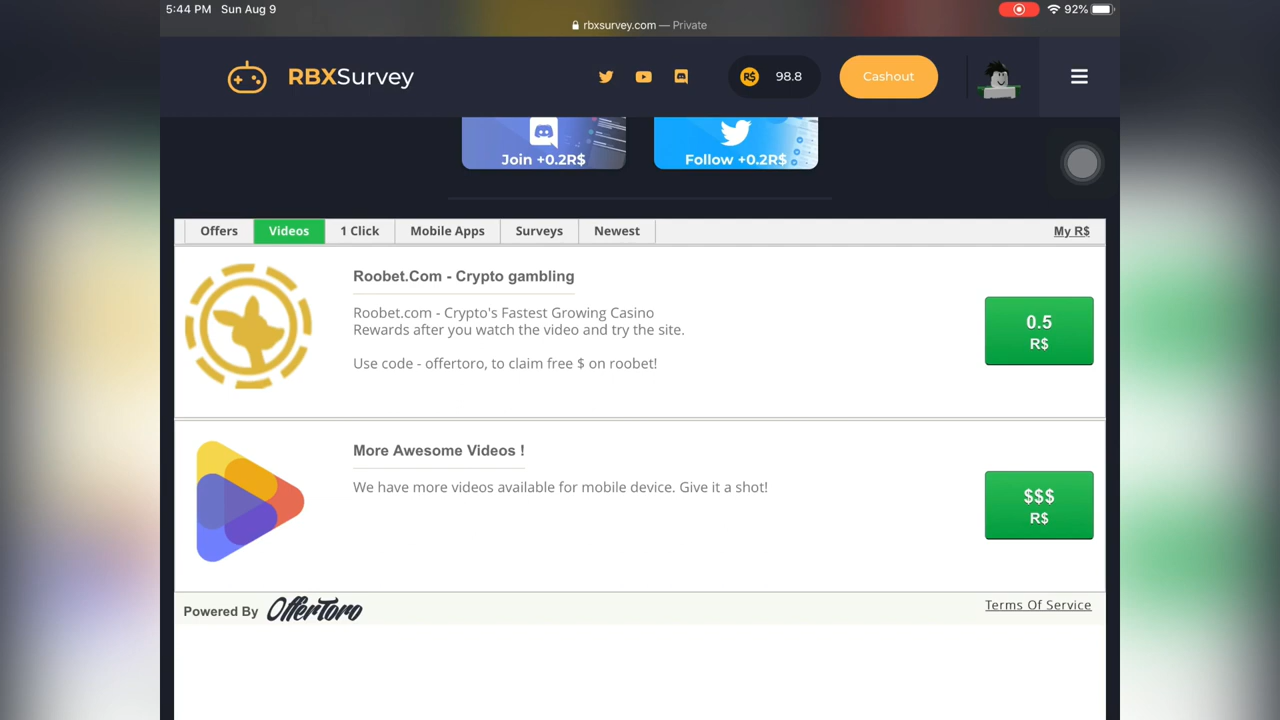 5:44 PM Sun Aug 9
92%
rbxsurvey.com — Private
RBXSurvey
R$ 98.8
Cashout
Join +0.2R$
Follow +0.2R$
Offers Videos 1 Click Mobile Apps Surveys Newest My R$
Roobet.Com - Crypto gambling
Roobet.com - Crypto's Fastest Growing Casino
Rewards after you watch the video and try the site.
Use code - offertoro, to claim free $ on roobet!
0.5
R$
More Awesome Videos !
We have more videos available for mobile device. Give it a shot!
$$$
R$
Powered By OfferToro
Terms Of Service